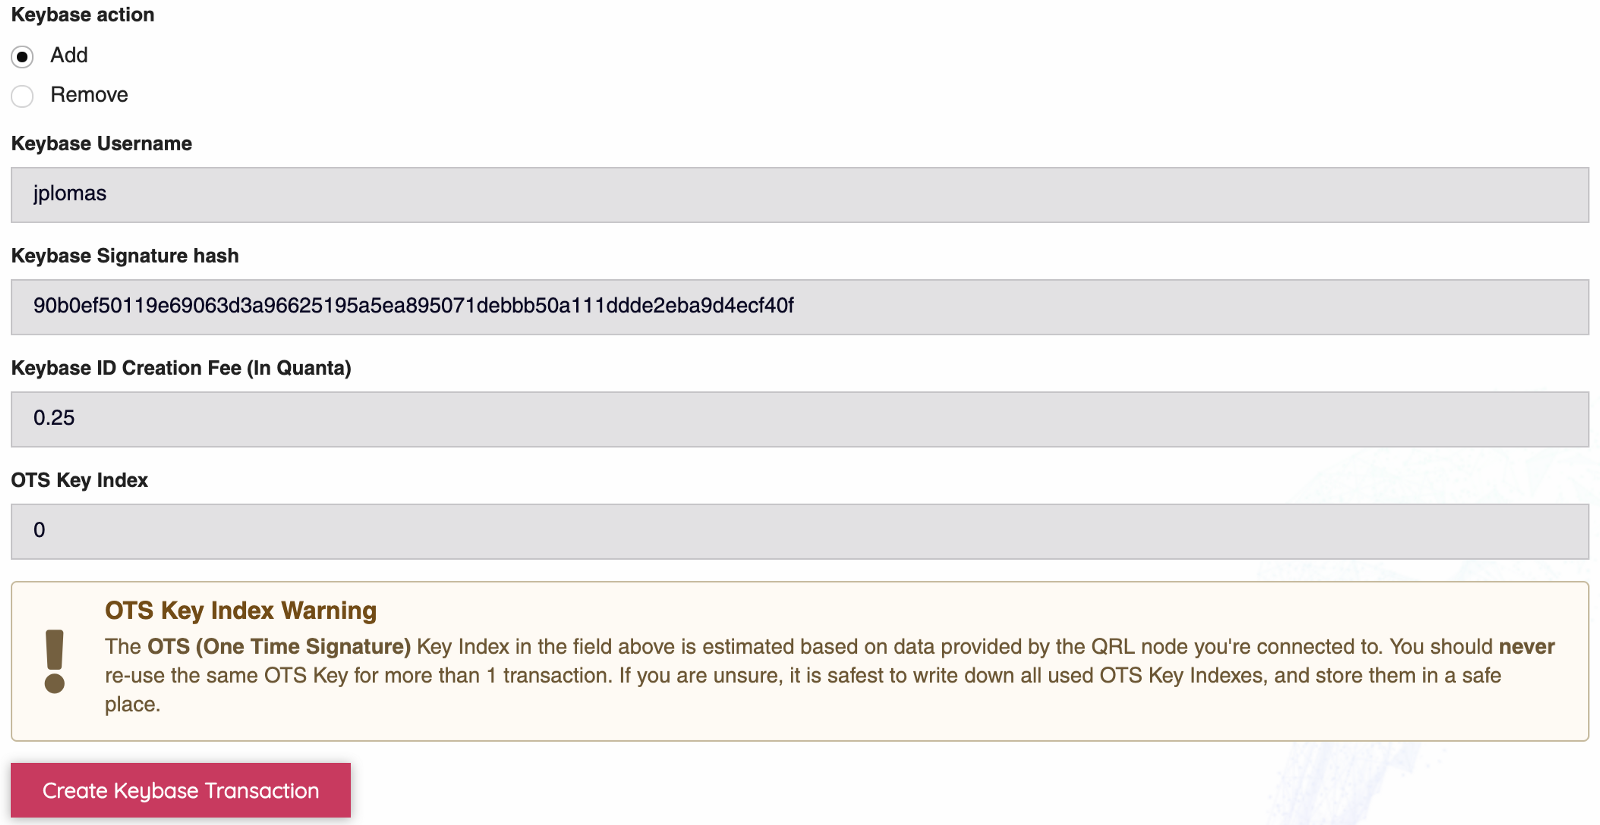 Keybase action
Add
Remove
Keybase Username
jplomas
Keybase Signature hash
90b0ef50119e69063d3a96625195a5ea895071debbb50a111ddde2eba9d4ecf40f
Keybase ID Creation Fee (In Quanta)
0.25
OTS Key Index
0
OTS Key Index Warning
The OTS (One Time Signature) Key Index in the field above is estimated based on data provided by the QRL node you're connected to. You should never
re-use the same OTS Key for more than 1 transaction. If you are unsure, it is safest to write down all used OTS Key Indexes, and store them in a safe
place.
Create Keybase Transaction